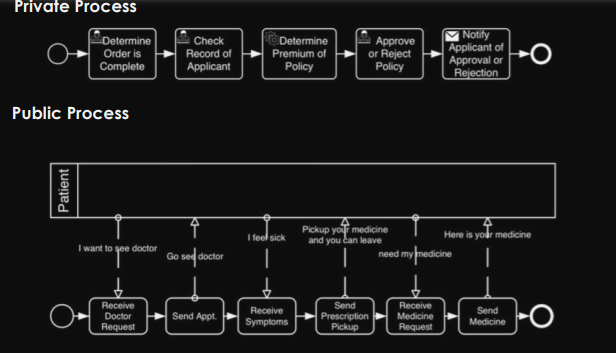 Private Process
Determine
Order is
Complete
Check
Record of
Applicant
Determine
Premium of
Policy
Approve
or Reject
Policy
Notify
Applicant of
Approval or
Rejection
Public Process
Patient
I want to see doctor
Go see doctor
I feel sick
Pickup your medicine
and you can leave
need my medicine
Here is your medicine
Receive
Doctor
Request
Send Appt.
Receive
Symptoms
Send
Prescription
Pickup
Receive
Medicine
Request
Send
Medicine